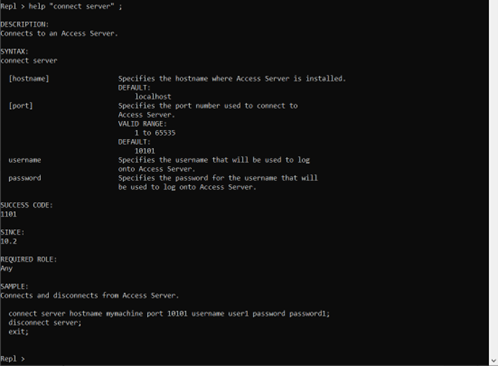 Repl > help "connect server" ;
DESCRIPTION:
Connects to an Access Server.
SYNTAX:
connect server
[hostname] Specifies the hostname where Access Server is installed.
DEFAULT:
localhost
[port] Specifies the port number used to connect to
Access Server.
VALID RANGE:
1 to 65535
DEFAULT:
10101
username Specifies the username that will be used to log
onto Access Server.
password Specifies the password for the username that will
be used to log onto Access Server.
SUCCESS CODE:
1101
SINCE:
10.2
REQUIRED ROLE:
Any
SAMPLE:
Connects and disconnects from Access Server.
connect server hostname mymachine port 10101 username user1 password password1;
disconnect server;
exit;
Repl >